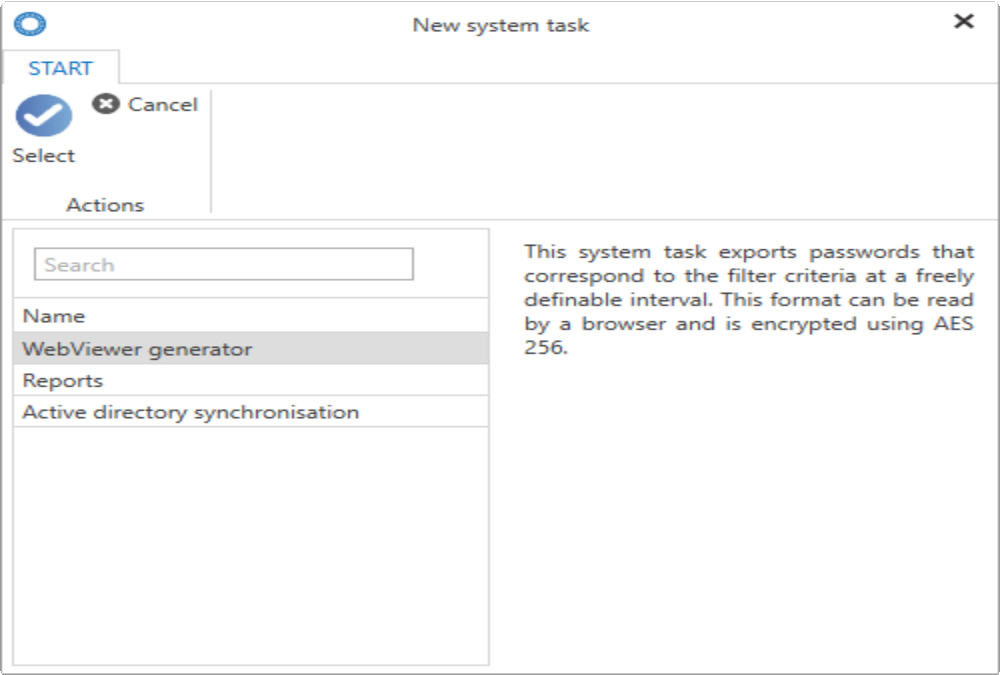 New system task
START
Cancel
Select
Actions
Search
Name
WebViewer generator
Reports
Active directory synchronisation
This system task exports passwords that
correspond to the filter criteria at a freely
definable interval. This format can be read
by a browser and is encrypted using AES
256.